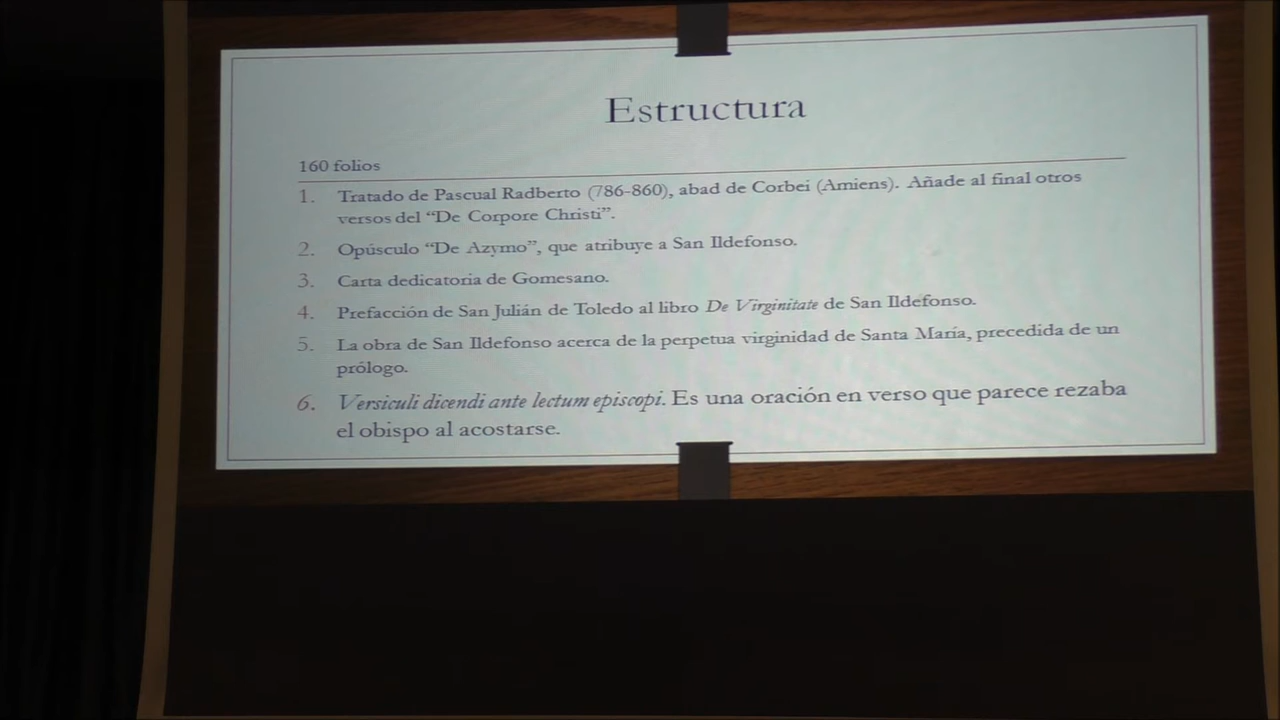 Estructura
160 folios
1. Tratado de Pascual Radberto (786-860), abad de Corbei (Amiens). Añade al final otros
versos del “De Corpore Christi”.
2. Opúsculo “De Azymo”, que atribuye a San Ildefonso.
3. Carta dedicatoria de Gomesano.
4. Prefacción de San Julián de Toledo al libro De Virginitate de San Ildefonso.
5. La obra de San Ildefonso acerca de la perpetua virginidad de Santa María, precedida de un
prólogo.
6. Versiculi dicendi ante lectum episcopi. Es una oración en verso que parece rezaba
el obispo al acostarse.